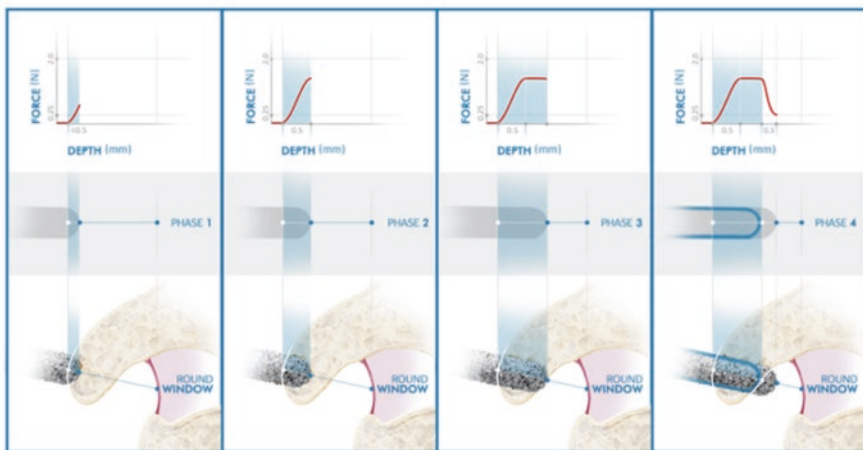 FORCE (N)
2.0
0.25
<0.5
DEPTH (mm)
PHASE 1
ROUND
WINDOW
FORCE (N)
2.0
0.25
0.5
DEPTH (mm)
PHASE 2
ROUND
WINDOW
FORCE (N)
2.0
0.25
0.5
DEPTH (mm)
PHASE 3
ROUND
WINDOW
FORCE (N)
2.0
0.25
0.5
0.3
DEPTH (mm)
PHASE 4
ROUND
WINDOW